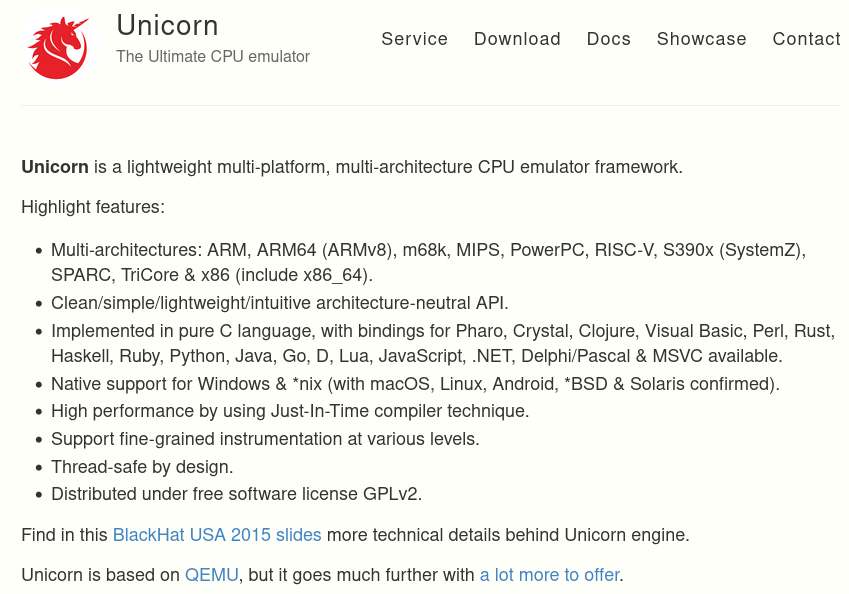 Unicorn
The Ultimate CPU emulator
Service Download Docs Showcase Contact
Unicorn is a lightweight multi-platform, multi-architecture CPU emulator framework.
Highlight features:
• Multi-architectures: ARM, ARM64 (ARMv8), m68k, MIPS, PowerPC, RISC-V, S390x (SystemZ),
SPARC, TriCore & x86 (include x86_64).
• Clean/simple/lightweight/intuitive architecture-neutral API.
• Implemented in pure C language, with bindings for Pharo, Crystal, Clojure, Visual Basic, Perl, Rust,
Haskell, Ruby, Python, Java, Go, D, Lua, JavaScript, .NET, Delphi/Pascal & MSVC available.
• Native support for Windows & *nix (with macOS, Linux, Android, *BSD & Solaris confirmed).
• High performance by using Just-In-Time compiler technique.
• Support fine-grained instrumentation at various levels.
• Thread-safe by design.
• Distributed under free software license GPLv2.
Find in this BlackHat USA 2015 slides more technical details behind Unicorn engine.
Unicorn is based on QEMU, but it goes much further with a lot more to offer.